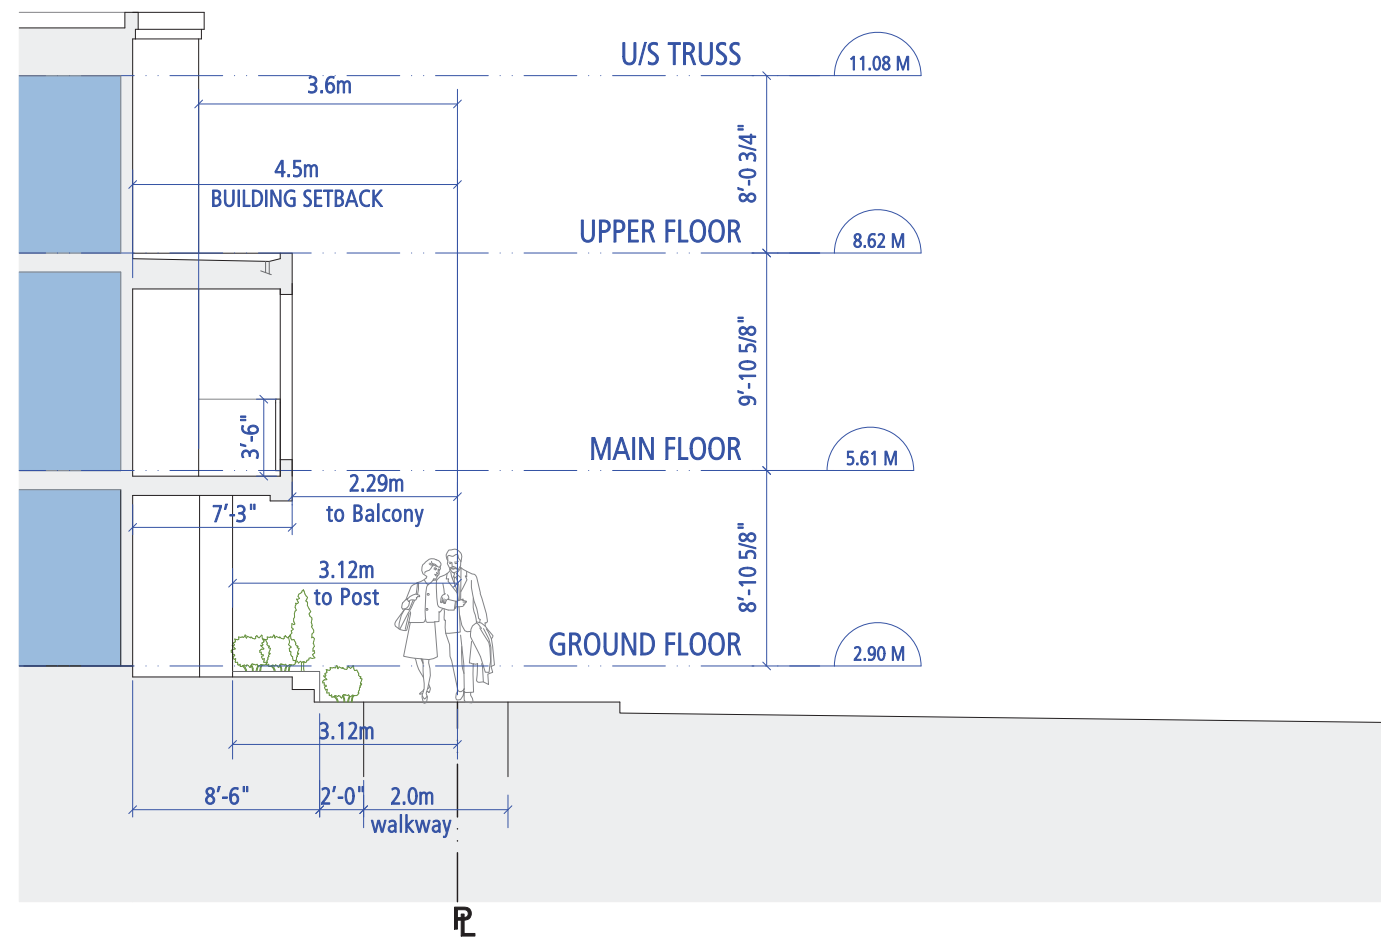 U/S TRUSS
11.08 M
3.6m
8'-0 3/4"
4.5m
BUILDING SETBACK
UPPER FLOOR
8.62 M
9'-10 5/8"
3'-6"
MAIN FLOOR
5.61 M
2.29m
to Balcony
7'-3"
8'-10 5/8"
3.12m
to Post
GROUND FLOOR
2.90 M
3.12m
8'-6"
2'-0"
2.0m
walkway
PL